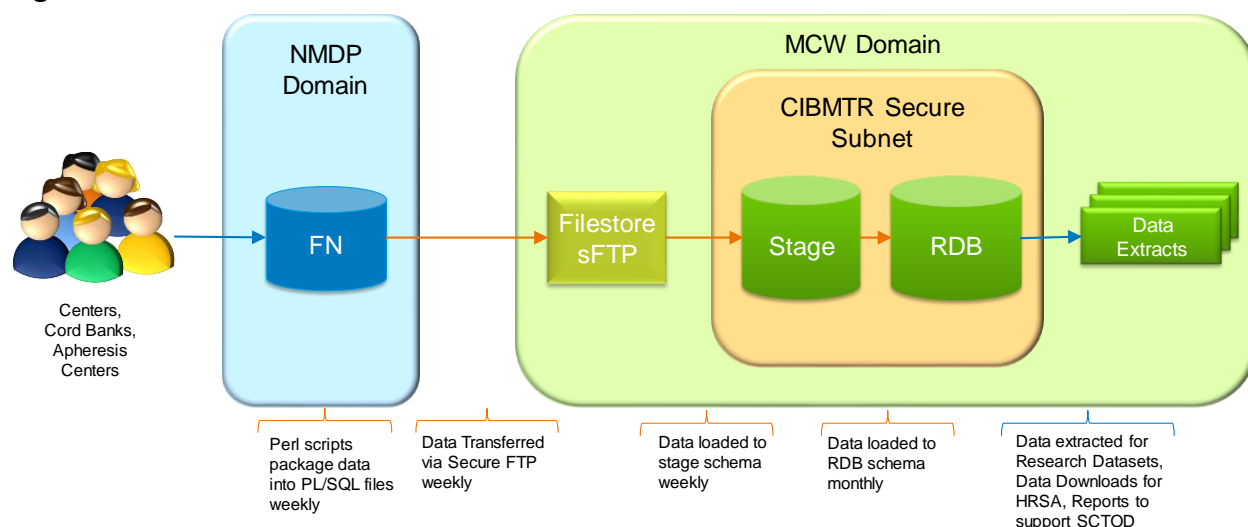 NMDP
Domain
MCW Domain
CIBMTR Secure
Subnet
FN
Filestore
sFTP
Stage
RDB
Data
Extracts
Centers,
Cord Banks,
Apheresis
Centers
Perl scripts
package data
into PL/SQL files
weekly
Data Transferred
via Secure FTP
weekly
Data loaded to
stage schema
weekly
Data loaded to
RDB schema
monthly
Data extracted for
Research Datasets,
Data Downloads for
HRSA, Reports to
support SCTOD